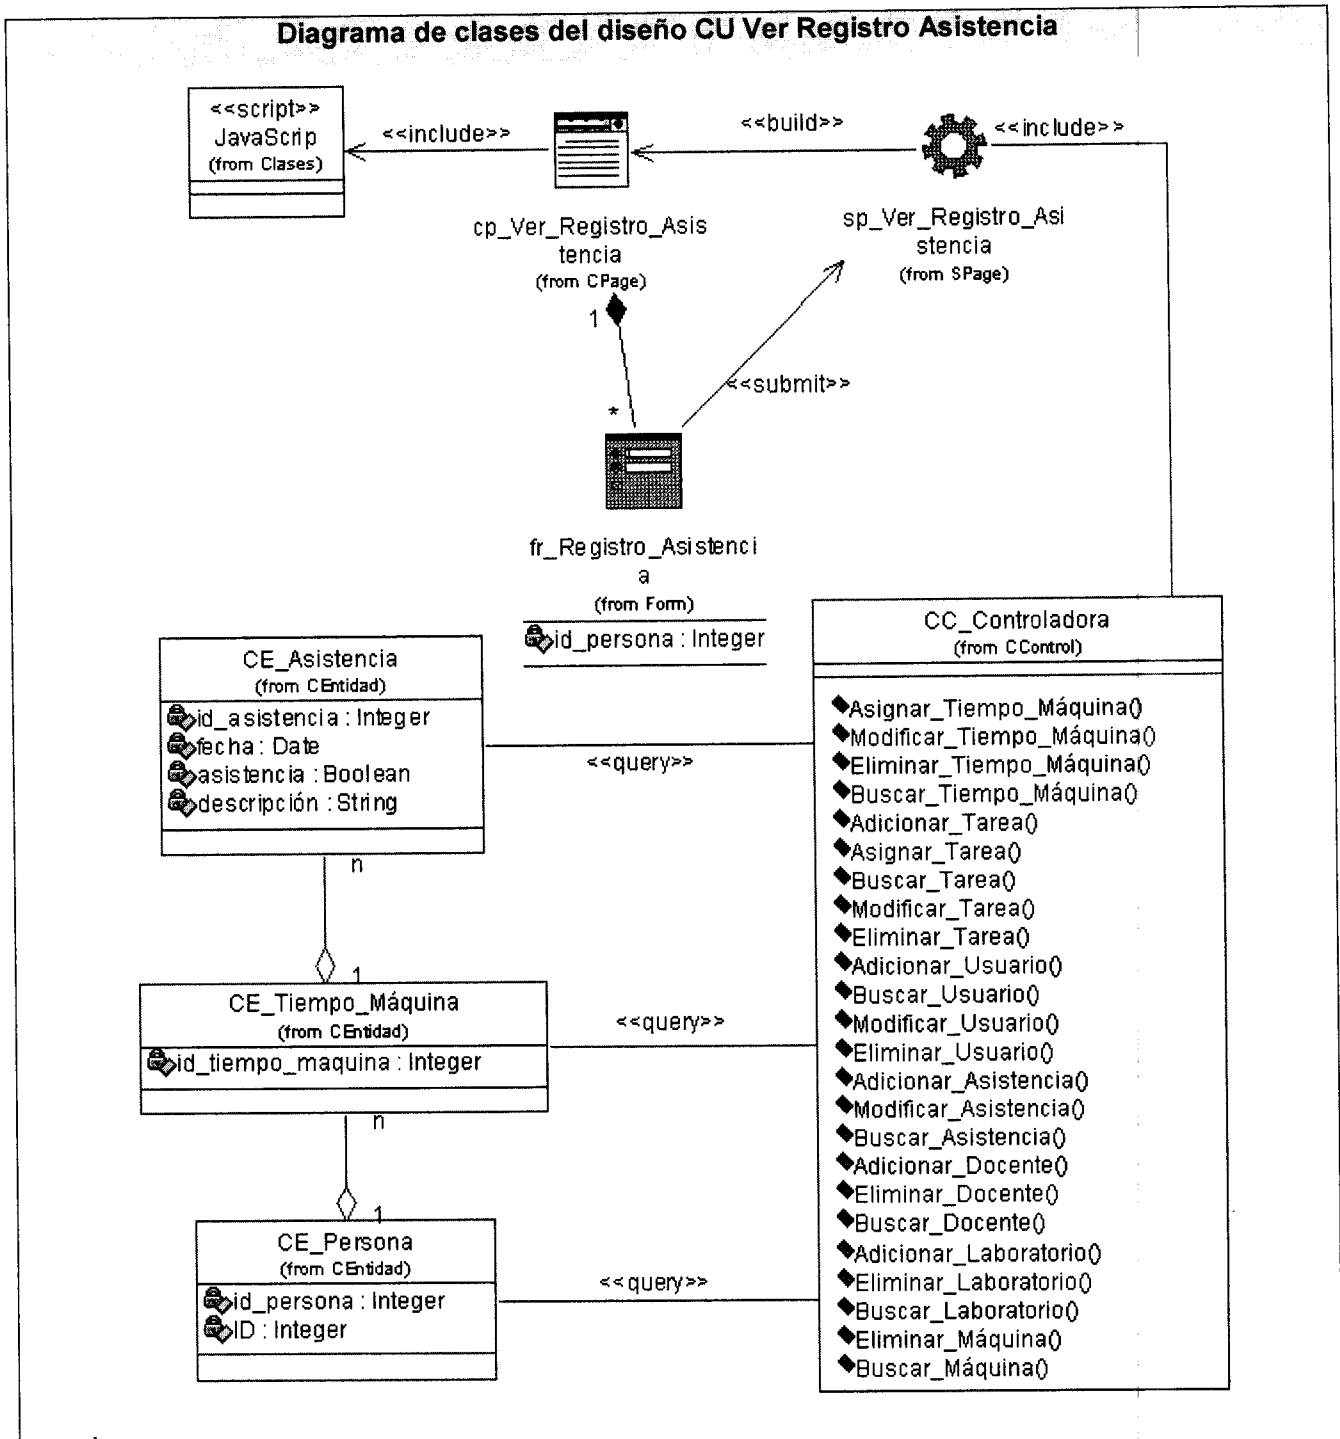 Diagrama de clases del diseño CU Ver Registro Asistencia
<<script>>
JavaScrip
(from Clases)
<<include>>
<<build>>
<<include>>
cp_Ver_Registro_Asis
tencia
(from CPage)
sp_Ver_Registro_Asi
stencia
(from SPage)
1
<<submit>>
*
fr_Registro_Asistenci
a
(from Form)
id_persona : Integer
CE_Asistencia
(from CEntidad)
id_asistencia : Integer
fecha : Date
asistencia : Boolean
descripción : String
<<query>>
n
1
CE_Tiempo_Máquina
(from CEntidad)
id_tiempo_maquina : Integer
<<query>>
n
1
CE_Persona
(from CEntidad)
id_persona : Integer
ID : Integer
<<query>>
CC_Controladora
(from CControl)
Asignar_Tiempo_Máquina()
Modificar_Tiempo_Máquina()
Eliminar_Tiempo_Máquina()
Buscar_Tiempo_Máquina()
Adicionar_Tarea()
Asignar_Tarea()
Buscar_Tarea()
Modificar_Tarea()
Eliminar_Tarea()
Adicionar_Usuario()
Buscar_Usuario()
Modificar_Usuario()
Eliminar_Usuario()
Adicionar_Asistencia()
Modificar_Asistencia()
Buscar_Asistencia()
Adicionar_Docente()
Eliminar_Docente()
Buscar_Docente()
Adicionar_Laboratorio()
Eliminar_Laboratorio()
Buscar_Laboratorio()
Eliminar_Máquina()
Buscar_Máquina()